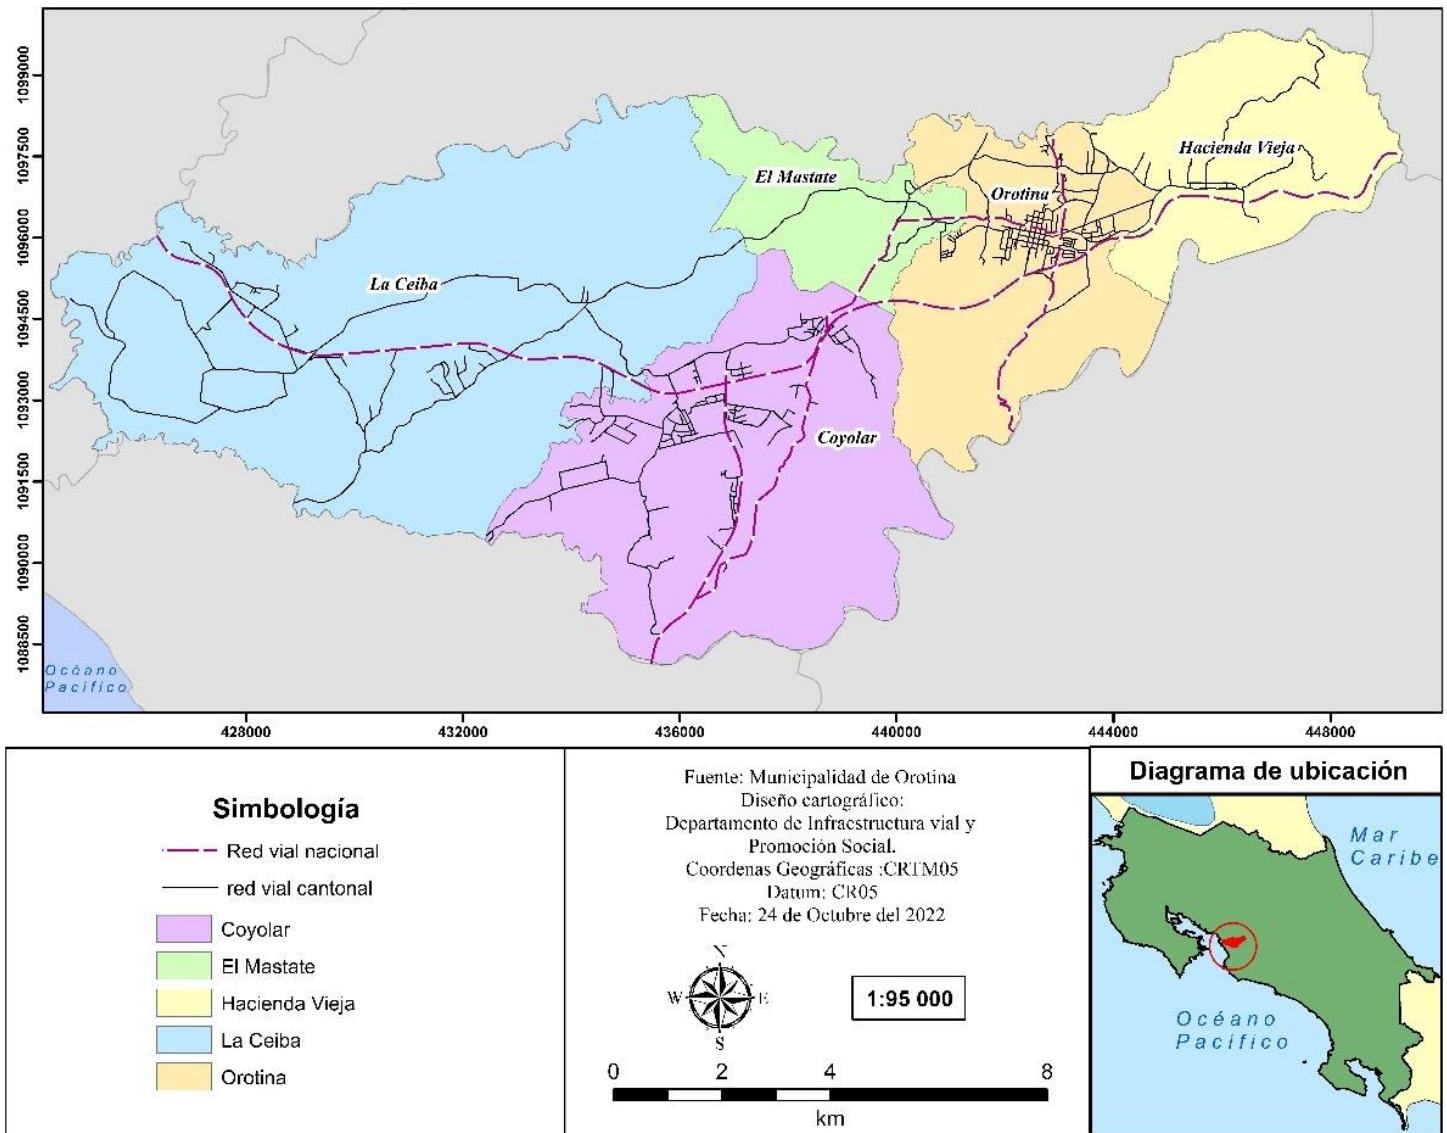 1099000
1097500
1096000
1094500
1093000
1091500
1090000
1088500
Hacienda Vieja
El Mastate
Orotina
La Ceiba
Coyolar
Océano
Pacífico
428000
432000
436000
440000
444000
448000
Simbología
Red vial nacional
red vial cantonal
Coyolar
El Mastate
Hacienda Vieja
La Ceiba
Orotina
Fuente: Municipalidad de Orotina
Diseño cartográfico:
Departamento de Infraestructura vial y
Promoción Social.
Coordenas Geográficas :CRTM05
Datum: CR05
Fecha: 24 de Octubre del 2022
N
W E
S
1:95 000
0 2 4 8
km
Diagrama de ubicación
Mar
Caribe
Océano
Pacífico